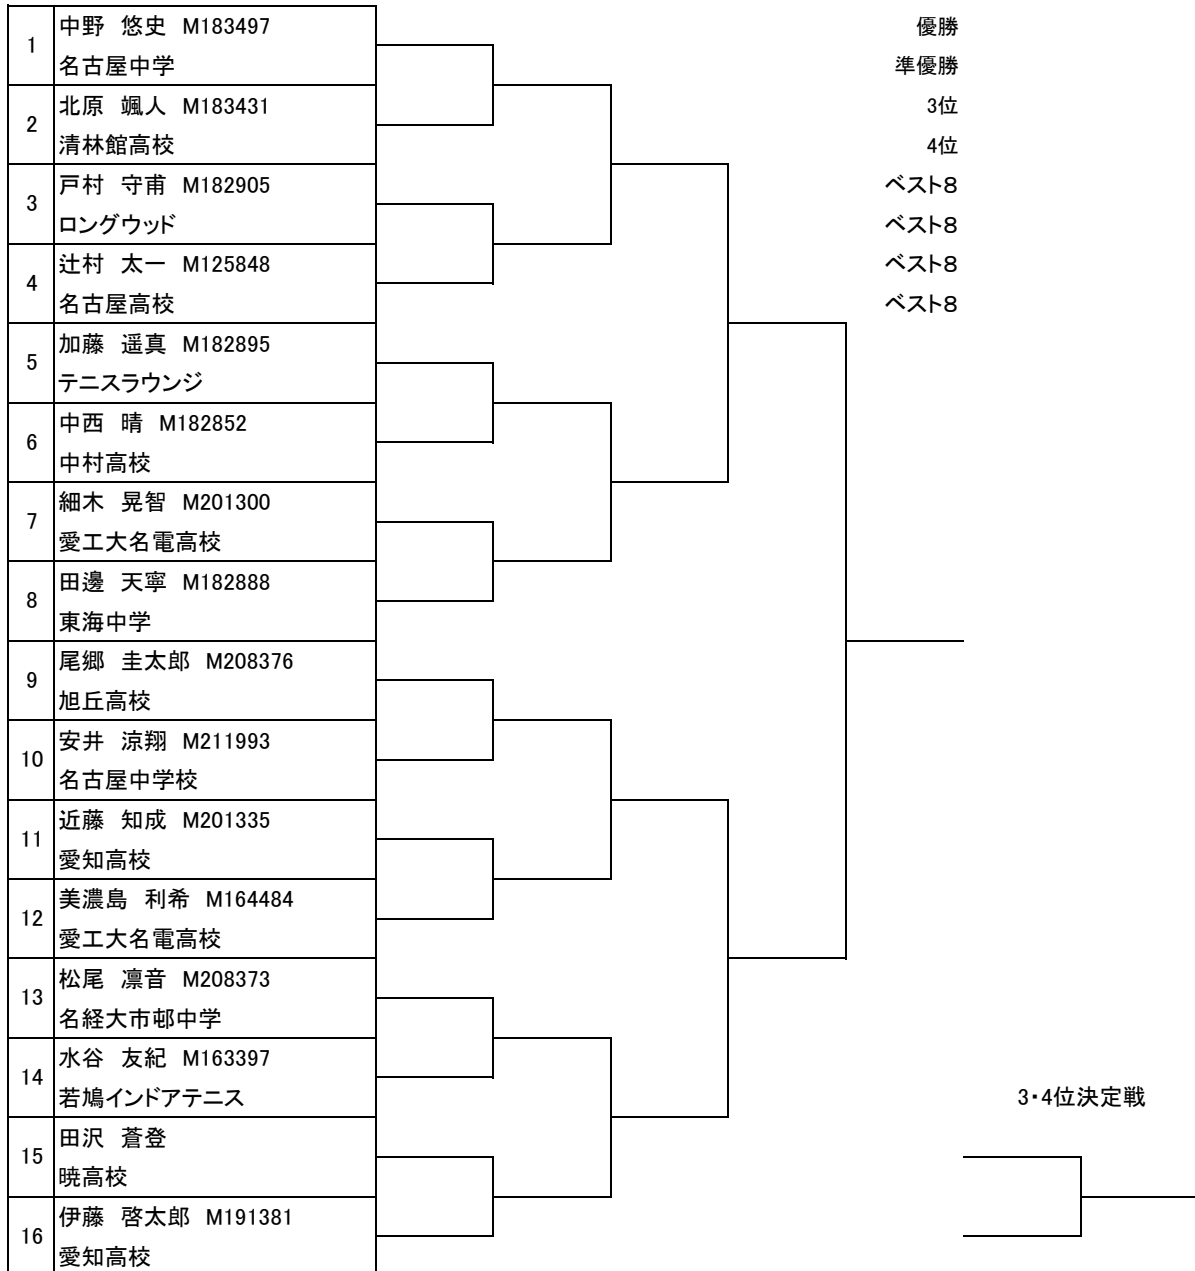 1
中野　悠史　M183497
名古屋中学
2
北原　颯人　M183431
清林館高校
3
戸村　守甫　M182905
ロングウッド
4
辻村　太一　M125848
名古屋高校
5
加藤　遥真　M182895
テニスラウンジ
6
中西　晴　M182852
中村高校
7
細木　晃智　M201300
愛工大名電高校
8
田邊　天寧　M182888
東海中学
9
尾郷　圭太郎　M208376
旭丘高校
10
安井　涼翔　M211993
名古屋中学校
11
近藤　知成　M201335
愛知高校
12
美濃島　利希　M164484
愛工大名電高校
13
松尾　凛音　M208373
名経大市邨中学
14
水谷　友紀　M163397
若鳩インドアテニス
15
田沢　蒼登
暁高校
16
伊藤　啓太郎　M191381
愛知高校
優勝
準優勝
3位
4位
ベスト8
ベスト8
ベスト8
ベスト8
3・4位決定戦